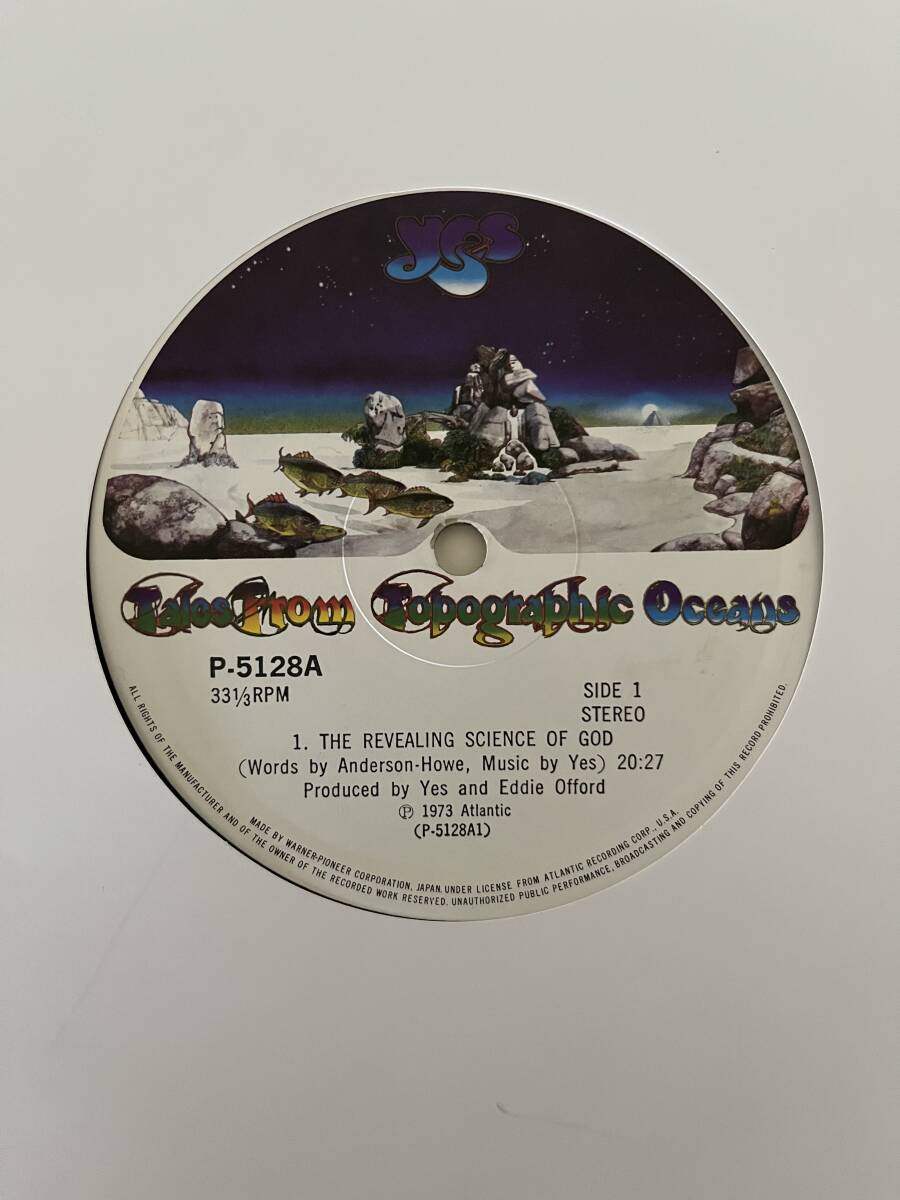 yes
Tales From Topographic Oceans
P-5128A
33⅓RPM
SIDE 1
STEREO
1. THE REVEALING SCIENCE OF GOD
(Words by Anderson-Howe, Music by Yes) 20:27
Produced by Yes and Eddie Offord
Ⓟ 1973 Atlantic
(P-5128A1)
MADE BY WARNER-PIONEER CORPORATION, JAPAN. UNDER LICENSE FROM ATLANTIC RECORDING CORP., U.S.A.
ALL RIGHTS OF THE MANUFACTURER AND OF THE OWNER OF THE RECORDED WORK RESERVED. UNAUTHORIZED PUBLIC PERFORMANCE, BROADCASTING AND COPYING OF THIS RECORD PROHIBITED.